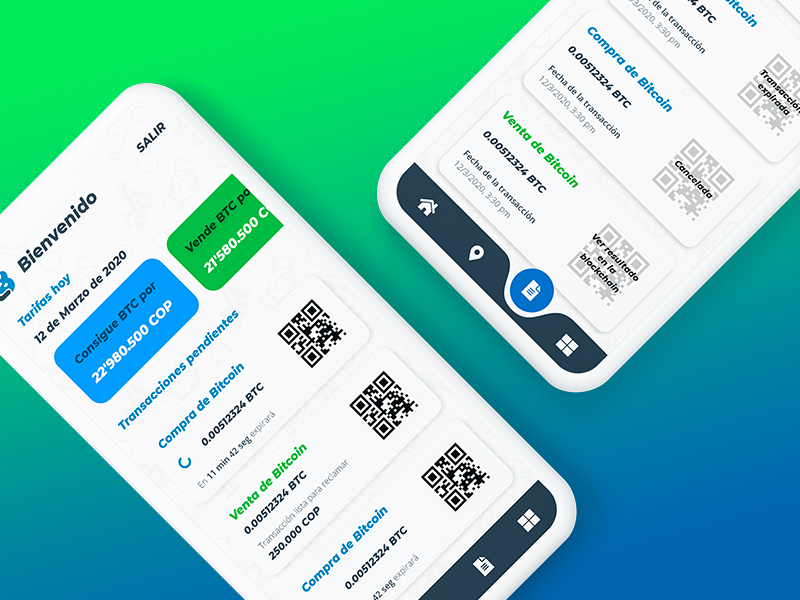 SALIR
Bienvenido
Tarifas hoy
12 de Marzo de 2020
Consigue BTC por
22'980.500 COP
Vende BTC po
21'580.500 C
Transacciones pendientes
Compra de Bitcoin
0.00512324 BTC
En 11 min 42 seg expirará
Venta de Bitcoin
0.00512324 BTC
Transacción lista para reclamar
250.000 COP
Compra de Bitcoin
0.00512324 BTC
42 seg expirará
Bitcoin
0.00512324 BTC
Fecha de la transacción
12/3/2020, 3:30 pm
Transacción
expirada
Compra de Bitcoin
0.00512324 BTC
Fecha de la transacción
12/3/2020, 3:30 pm
Cancelada
Venta de Bitcoin
0.00512324 BTC
Fecha de la transacción
12/3/2020, 3:30 pm
Ver resultado
en la
blockchain